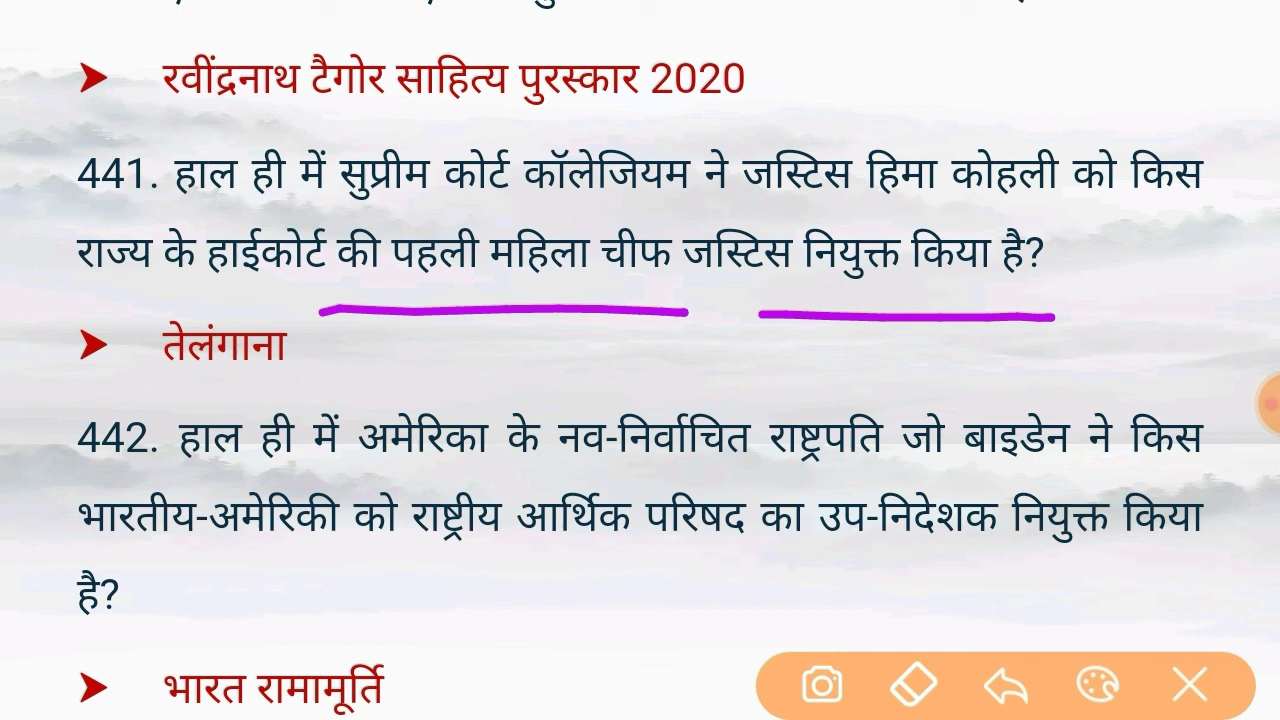 ➤ रवींद्रनाथ टैगोर साहित्य पुरस्कार 2020
441. हाल ही में सुप्रीम कोर्ट कॉलेजियम ने जस्टिस हिमा कोहली को किस
राज्य के हाईकोर्ट की पहली महिला चीफ जस्टिस नियुक्त किया है?
➤ तेलंगाना
442. हाल ही में अमेरिका के नव-निर्वाचित राष्ट्रपति जो बाइडेन ने किस
भारतीय-अमेरिकी को राष्ट्रीय आर्थिक परिषद का उप-निदेशक नियुक्त किया
है?
➤ भारत रामामूर्ति